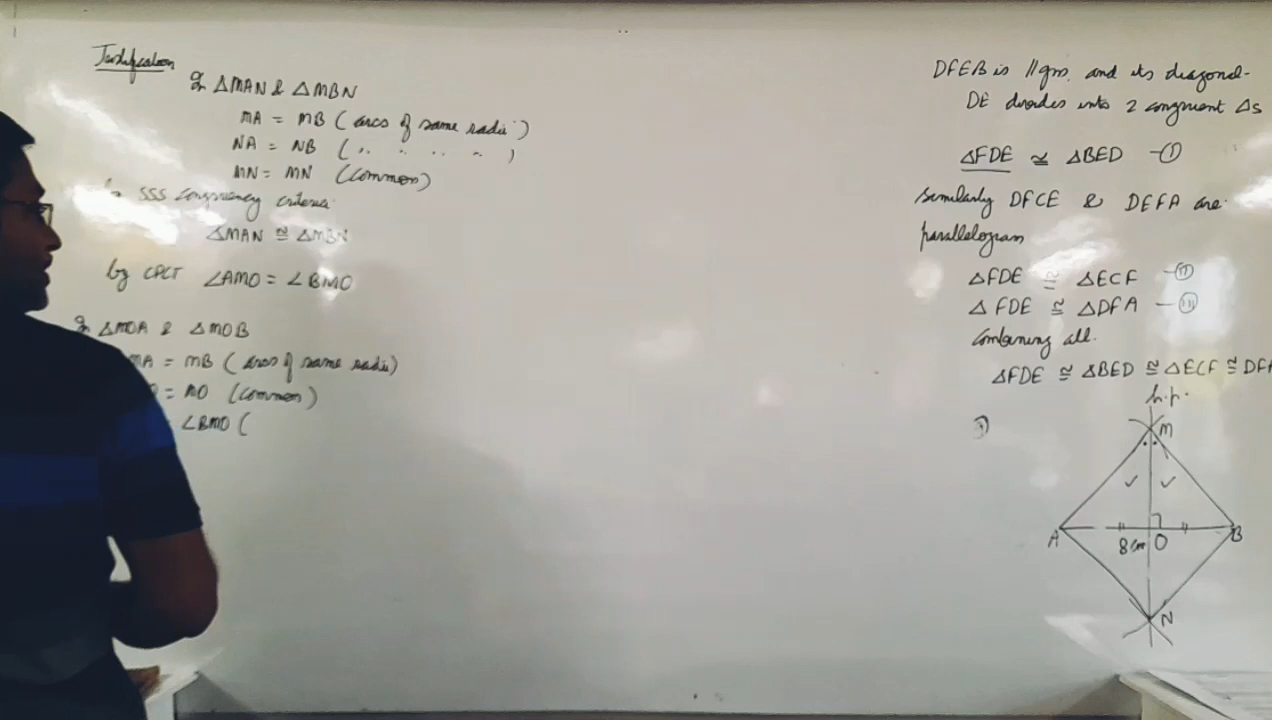 Justification
In ΔMAN & ΔMBN
MA = MB (arcs of same radii)
NA = NB ( " " " " )
MN = MN (common)
SSS congruency criteria
ΔMAN ≅ ΔMBN
by CPCT ∠AMO = ∠BMO
In ΔMOA & ΔMOB
MA = MB (arcs of same radii)
= MO (common)
∠BMO (
DFEB is ||gm. and its diagonal-
DE divides into 2 congruent Δs
ΔFDE ≅ ΔBED -(I)
Similarly DFCE & DEFA are
parallelogram
ΔFDE ≅ ΔECF -(II)
ΔFDE ≅ ΔDFA -(III)
Combining all.
ΔFDE ≅ ΔBED ≅ ΔECF ≅ DFA
h.p.
3)
M
A
8cm O
B
N